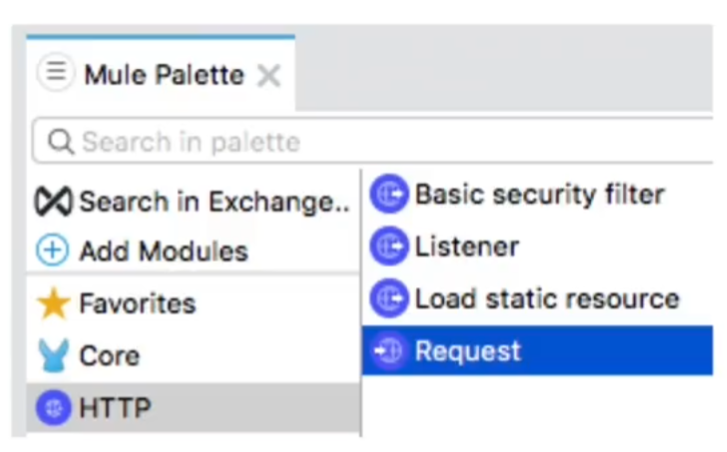 Mule Palette
Search in palette
Search in Exchange..
Add Modules
Favorites
Core
HTTP
Basic security filter
Listener
Load static resource
Request